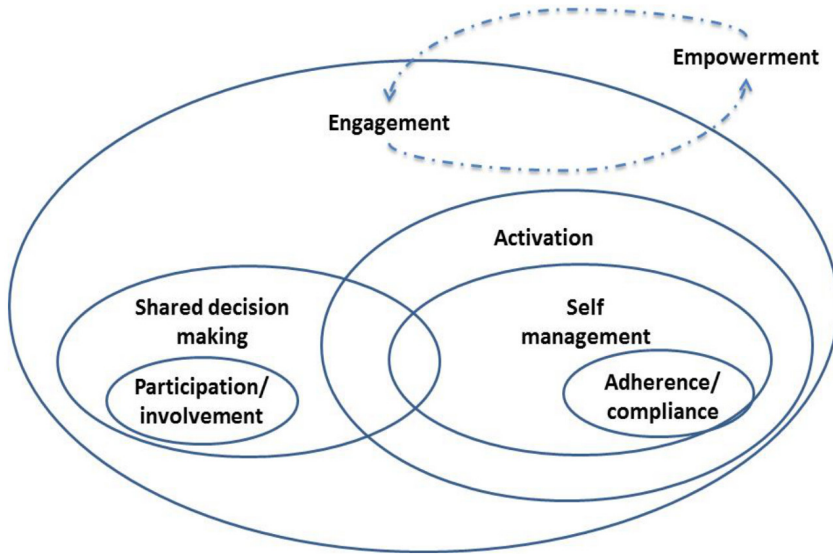 Empowerment
Engagement
Activation
Shared decision
making
Self
management
Participation/
involvement
Adherence/
compliance